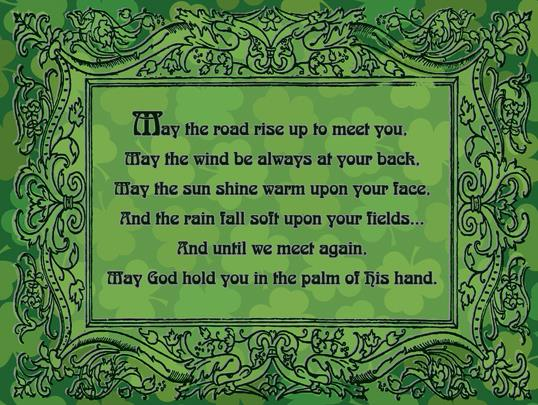 May the road rise up to meet you,
May the wind be always at your back,
May the sun shine warm upon your face,
And the rain fall soft upon your fields...
And until we meet again,
May God hold you in the palm of His hand.